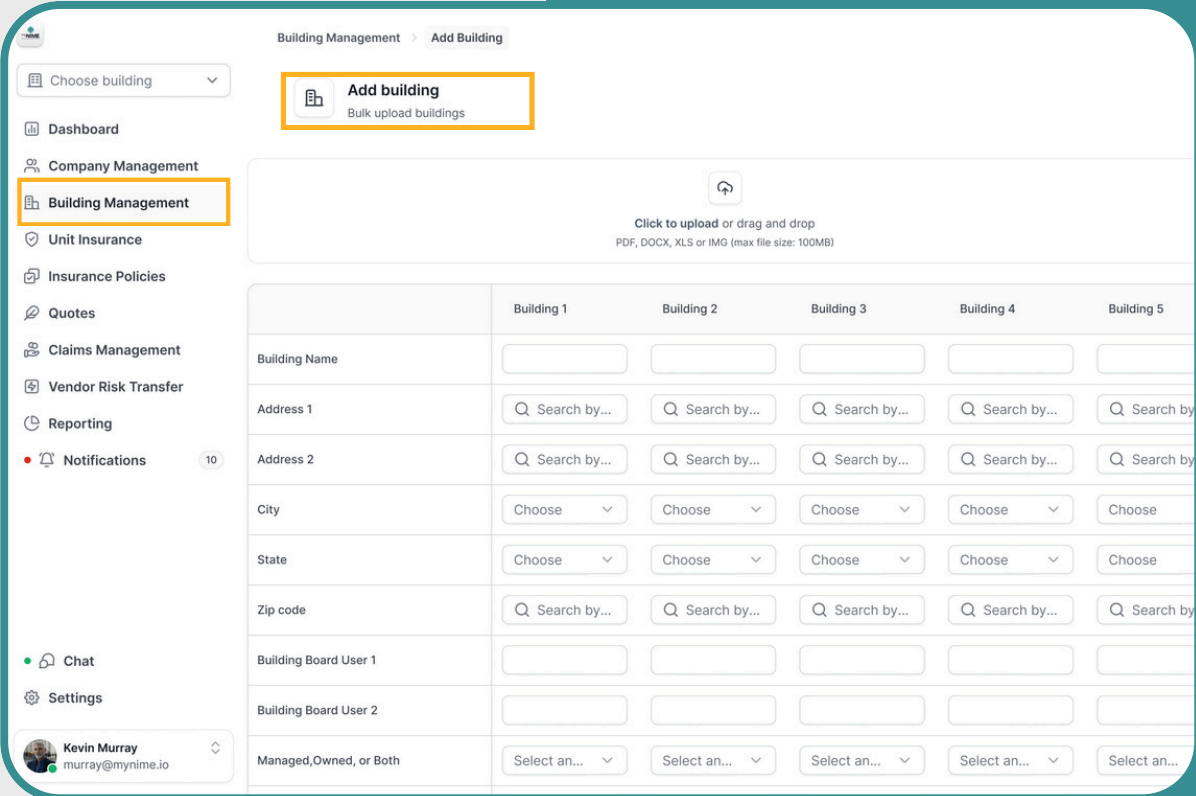 NIME
Building Management > Add Building
Choose building
Add building
Bulk upload buildings
Dashboard
Company Management
Building Management
Unit Insurance
Insurance Policies
Quotes
Claims Management
Vendor Risk Transfer
Reporting
Notifications 10
Chat
Settings
Kevin Murray
murray@mynime.io
Click to upload or drag and drop
PDF, DOCX, XLS or IMG (max file size: 100MB)
Building 1 Building 2 Building 3 Building 4 Building 5
Building Name
Address 1 Search by... Search by... Search by... Search by... Search by
Address 2 Search by... Search by... Search by... Search by... Search by
City Choose Choose Choose Choose Choose
State Choose Choose Choose Choose Choose
Zip code Search by... Search by... Search by... Search by... Search by
Building Board User 1
Building Board User 2
Managed,Owned, or Both Select an... Select an... Select an... Select an... Select an...